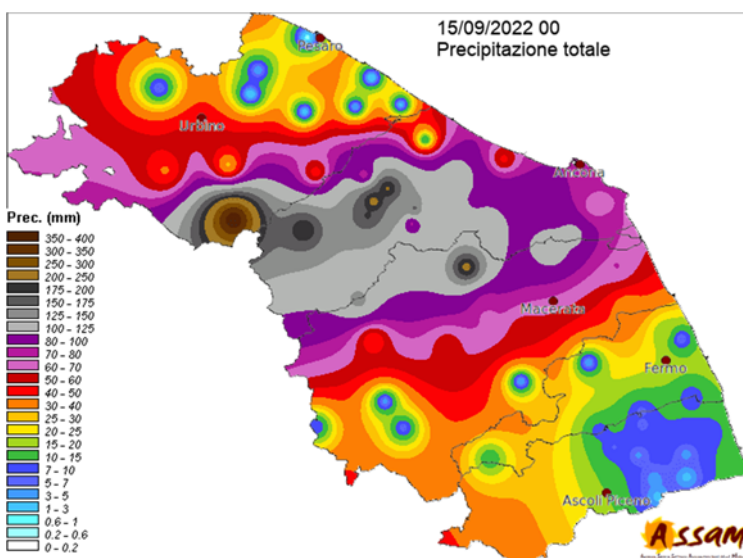 15/09/2022 00
Precipitazione totale
Pesaro
Urbino
Ancona
Macerata
Fermo
Ascoli Piceno
Prec. (mm)
350 - 400
300 - 350
250 - 300
200 - 250
175 - 200
150 - 175
125 - 150
100 - 125
80 - 100
70 - 80
60 - 70
50 - 60
40 - 50
30 - 40
25 - 30
20 - 25
15 - 20
10 - 15
7 - 10
5 - 7
3 - 5
1 - 3
0.6 - 1
0.2 - 0.6
0 - 0.2
Assam